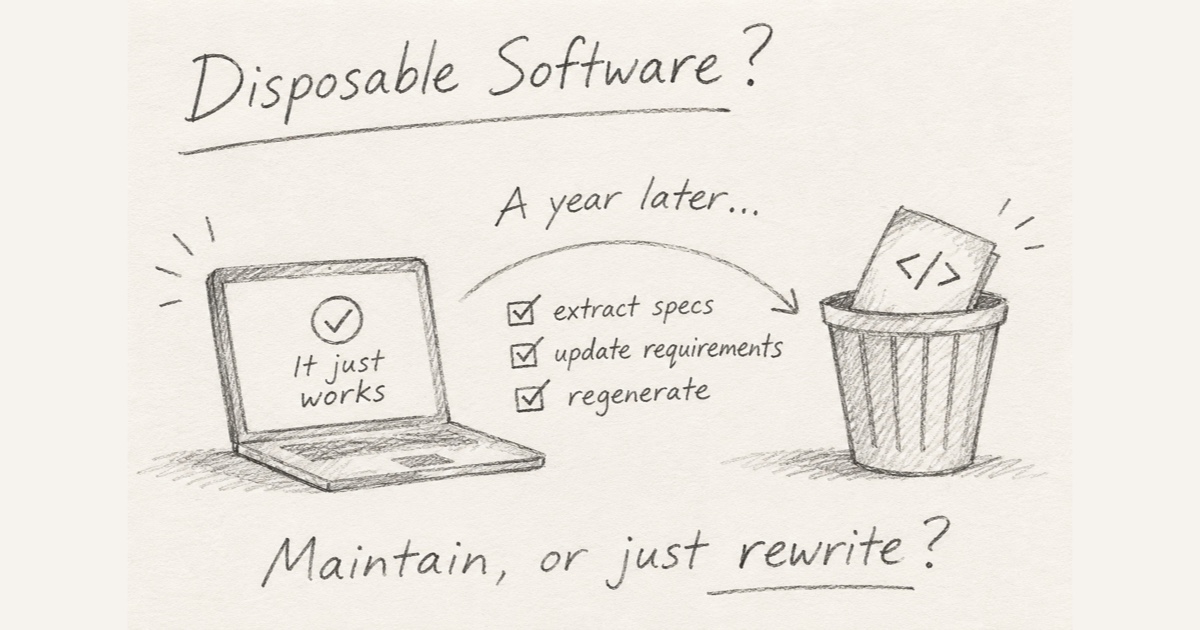 Disposable Software?
A year later...
It just
works
extract specs
update requirements
regenerate
</>
Maintain, or just rewrite?